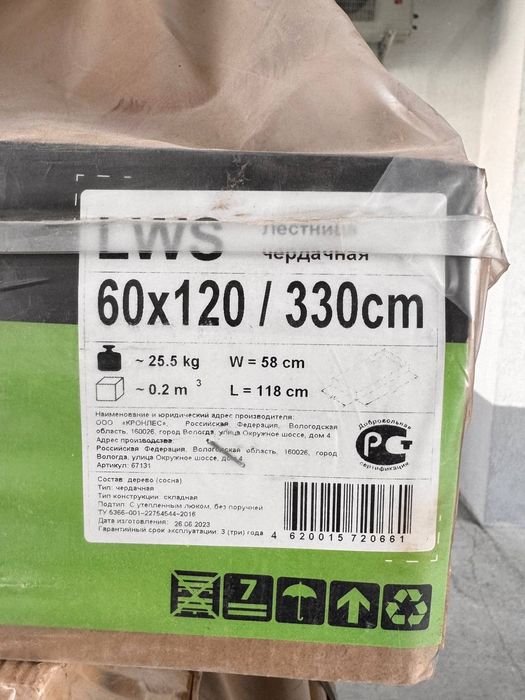 LWS
Лестница
чердачная
60x120 / 330cm
~ 25.5 kg
W = 58 cm
~ 0.2 m 3
L = 118 cm
Наименование и юридический адрес производителя:
ООО «КРОНЛЕС», Российская Федерация, Вологодская
область, 160026, город Вологда, улица Окружное шоссе, дом 4
Адрес производства:
Российская Федерация, Вологодская область, 160026, город
Вологда, улица Окружное шоссе, дом 4
Артикул: 67131
Добровольная
РСТ
сертификация
Состав: дерево (сосна)
Тип: чердачная
Тип конструкции: складная
Подтип: С утепленным люком, без поручней
ТУ 5366-001-22754544-2016
Дата изготовления: 26.06.2023
Гарантийный срок эксплуатации: 3 (три) года
4 620015 720661
7